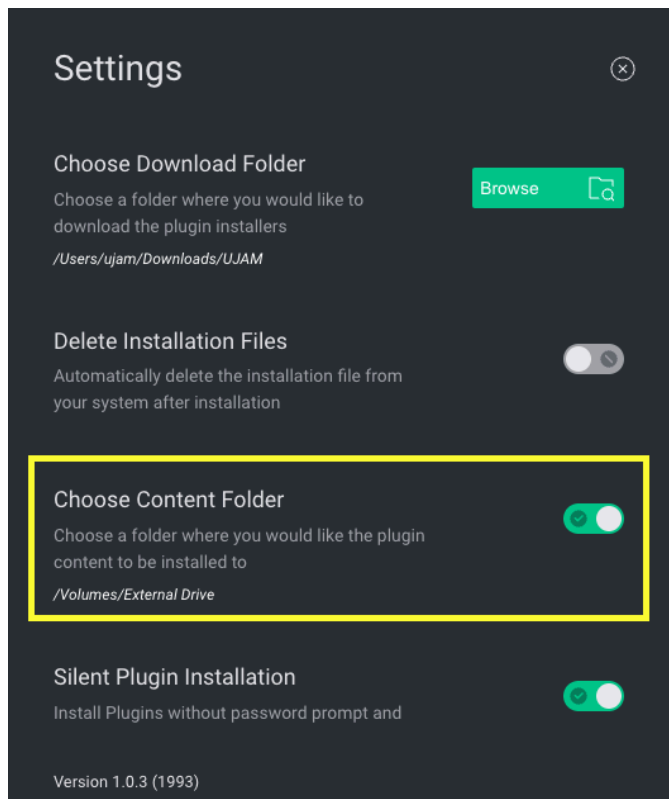 Settings
Choose Download Folder
Browse
Choose a folder where you would like to
download the plugin installers
/Users/ujam/Downloads/UJAM
Delete Installation Files
Automatically delete the installation file from
your system after installation
Choose Content Folder
Choose a folder where you would like the plugin
content to be installed to
/Volumes/External Drive
Silent Plugin Installation
Install Plugins without password prompt and
Version 1.0.3 (1993)